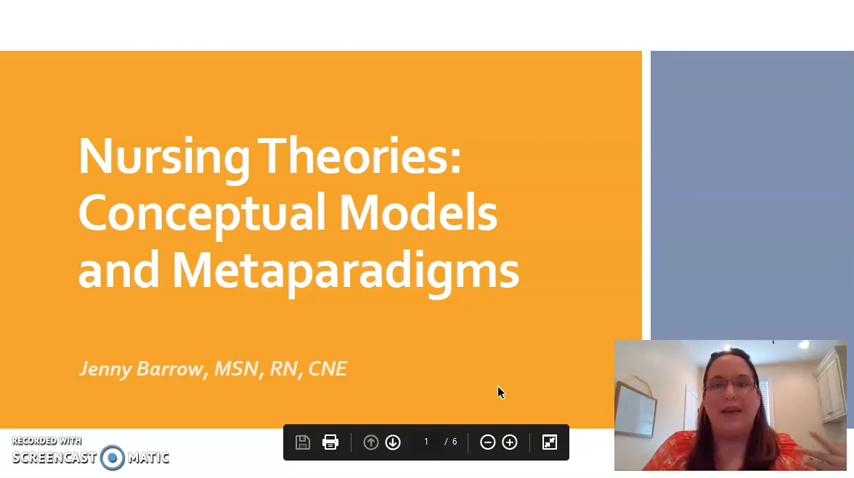 Nursing Theories:
Conceptual Models
and Metaparadigms
Jenny Barrow, MSN, RN, CNE
1 / 6
RECORDED WITH
SCREENCAST MATIC